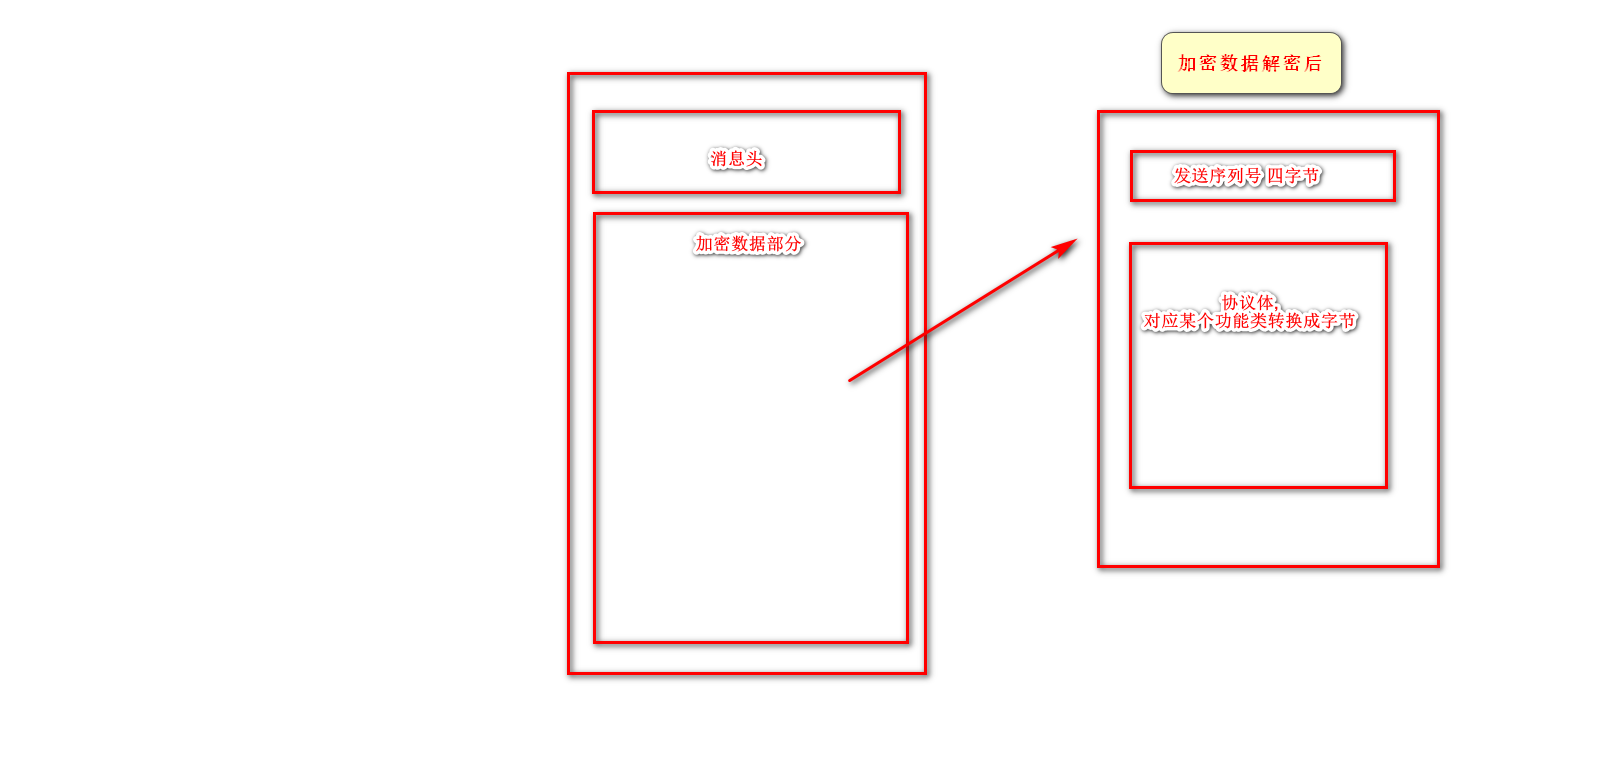 加密数据解密后
消息头
发送序列号 四字节
加密数据部分
协议体,
对应某个功能类转换成字节